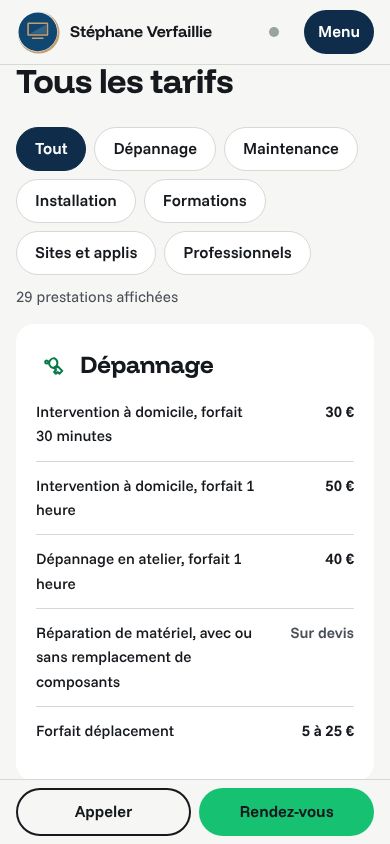 Stéphane Verfaillie
Menu
Tous les tarifs
Tout
Dépannage
Maintenance
Installation
Formations
Sites et applis
Professionnels
29 prestations affichées
Dépannage
Intervention à domicile, forfait
30 minutes
30 €
Intervention à domicile, forfait 1
heure
50 €
Dépannage en atelier, forfait 1
heure
40 €
Réparation de matériel, avec ou
sans remplacement de
composants
Sur devis
Forfait déplacement
5 à 25 €
Appeler
Rendez-vous